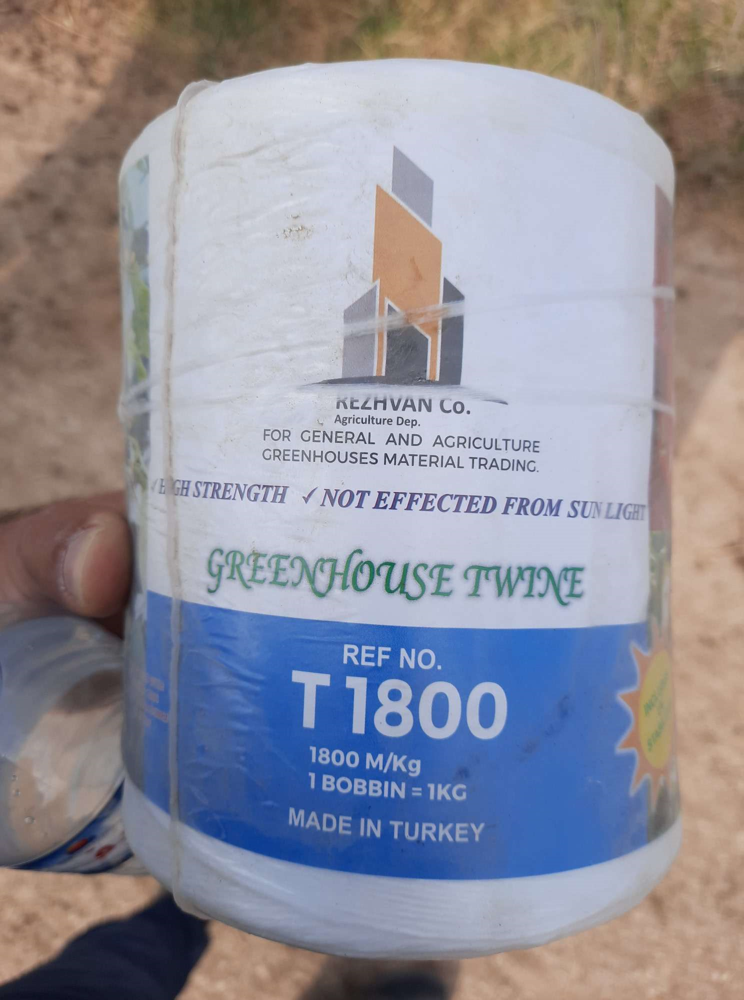 REZHVAN Co.
Agriculture Dep.
FOR GENERAL AND AGRICULTURE
GREENHOUSES MATERIAL TRADING.
✓ HIGH STRENGTH ✓ NOT EFFECTED FROM SUN LIGHT
GREENHOUSE TWINE
REF NO.
T 1800
1800 M/Kg
1 BOBBIN = 1KG
MADE IN TURKEY